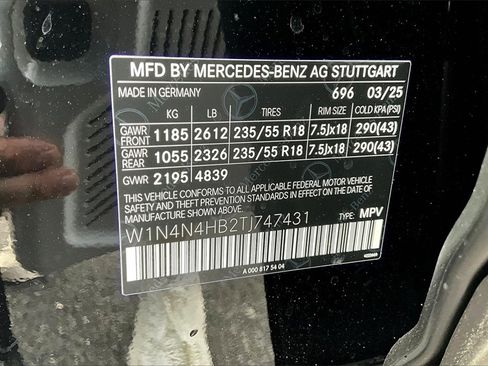 MFD BY MERCEDES-BENZ AG STUTTGART
MADE IN GERMANY 696 03/25
KG LB TIRES RIM SIZE COLD KPA(PSI)
GAWR FRONT 1185 2612 235/55 R18 7.5Jx18 290(43)
GAWR REAR 1055 2326 235/55 R18 7.5Jx18 290(43)
GWR 2195 4839
THIS VEHICLE CONFORMS TO ALL APPLICABLE FEDERAL MOTOR VEHICLE
SAFETY AND THEFT PREVENTION STANDARDS IN EFFECT ON THE DATE OF
MANUFACTURE SHOWN ABOVE.
W1N4N4HB2TJ747431 TYPE: MPV
A 000 817 54 04